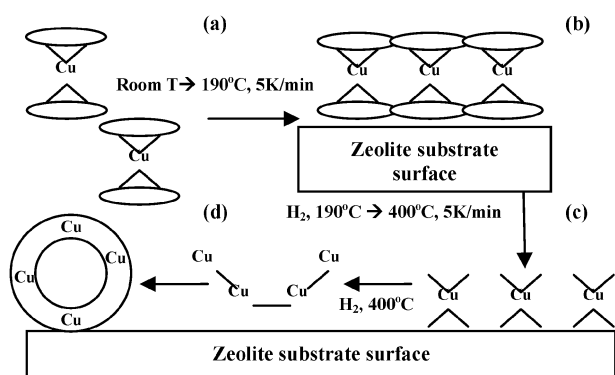 (a)
Cu
Room T→ 190°C, 5K/min
Cu
(b)
Cu Cu Cu
Zeolite substrate
surface
H₂, 190°C → 400°C, 5K/min
(c)
Cu Cu Cu
H₂, 400°C
(d)
Cu Cu
Cu Cu
Cu
Cu Cu
Cu
Zeolite substrate surface